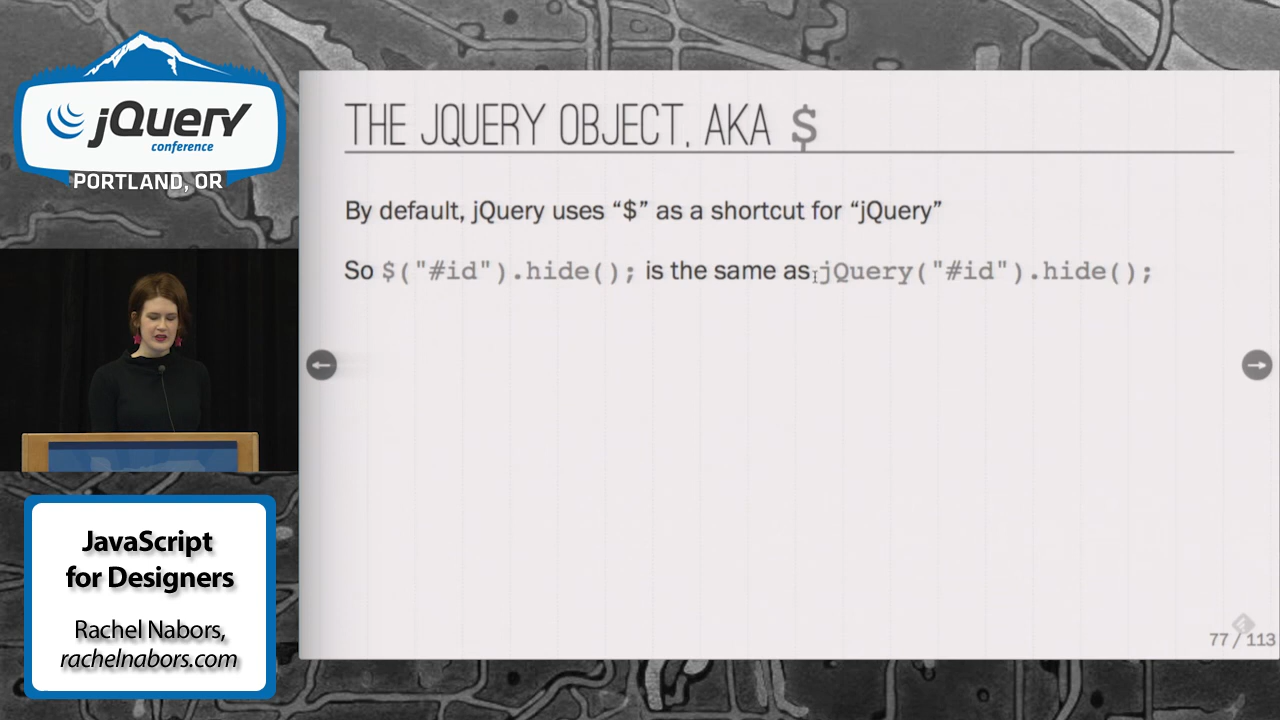 jQuery
conference
PORTLAND, OR
THE JQUERY OBJECT, AKA $
By default, jQuery uses “$” as a shortcut for “jQuery”
So $("#id").hide(); is the same as jQuery("#id").hide();
77 / 113
JavaScript
for Designers
Rachel Nabors,
rachelnabors.com